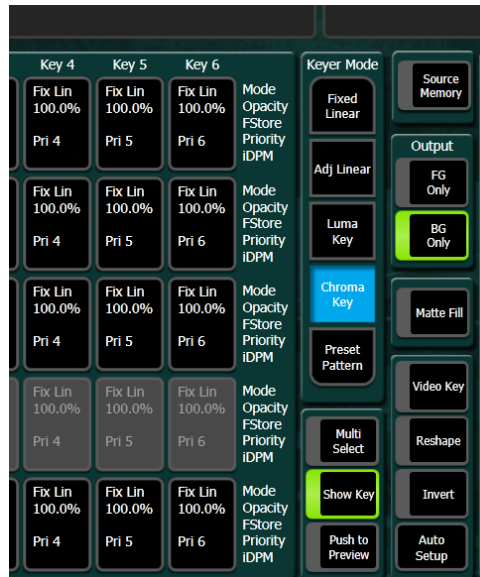 Key 4 Key 5 Key 6
Fix Lin Fix Lin Fix Lin Mode
100.0% 100.0% 100.0% Opacity
FStore
Pri 4 Pri 5 Pri 6 Priority
iDPM
Fix Lin Fix Lin Fix Lin Mode
100.0% 100.0% 100.0% Opacity
FStore
Pri 4 Pri 5 Pri 6 Priority
iDPM
Fix Lin Fix Lin Fix Lin Mode
100.0% 100.0% 100.0% Opacity
FStore
Pri 4 Pri 5 Pri 6 Priority
iDPM
Fix Lin Fix Lin Fix Lin Mode
100.0% 100.0% 100.0% Opacity
FStore
Pri 4 Pri 5 Pri 6 Priority
iDPM
Fix Lin Fix Lin Fix Lin Mode
100.0% 100.0% 100.0% Opacity
FStore
Pri 4 Pri 5 Pri 6 Priority
iDPM
Keyer Mode
Fixed
Linear
Adj Linear
Luma
Key
Chroma
Key
Preset
Pattern
Multi
Select
Show Key
Push to
Preview
Source
Memory
Output
FG
Only
BG
Only
Matte Fill
Video Key
Reshape
Invert
Auto
Setup